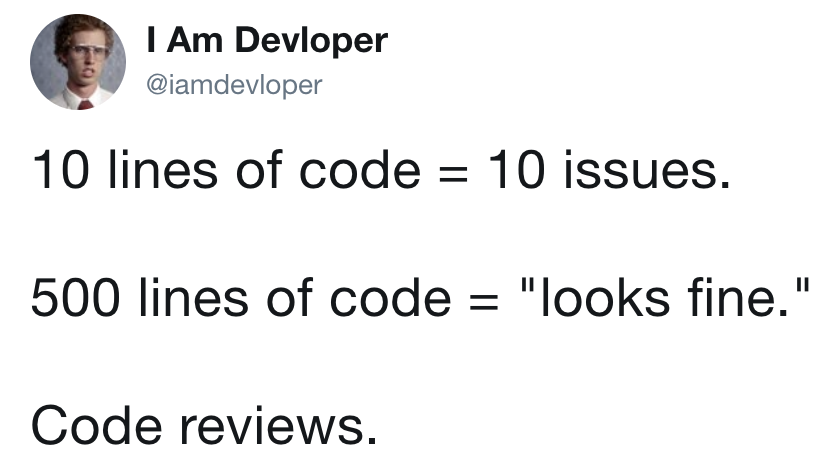 I Am Devloper
@iamdevloper
10 lines of code = 10 issues.
500 lines of code = "looks fine."
Code reviews.